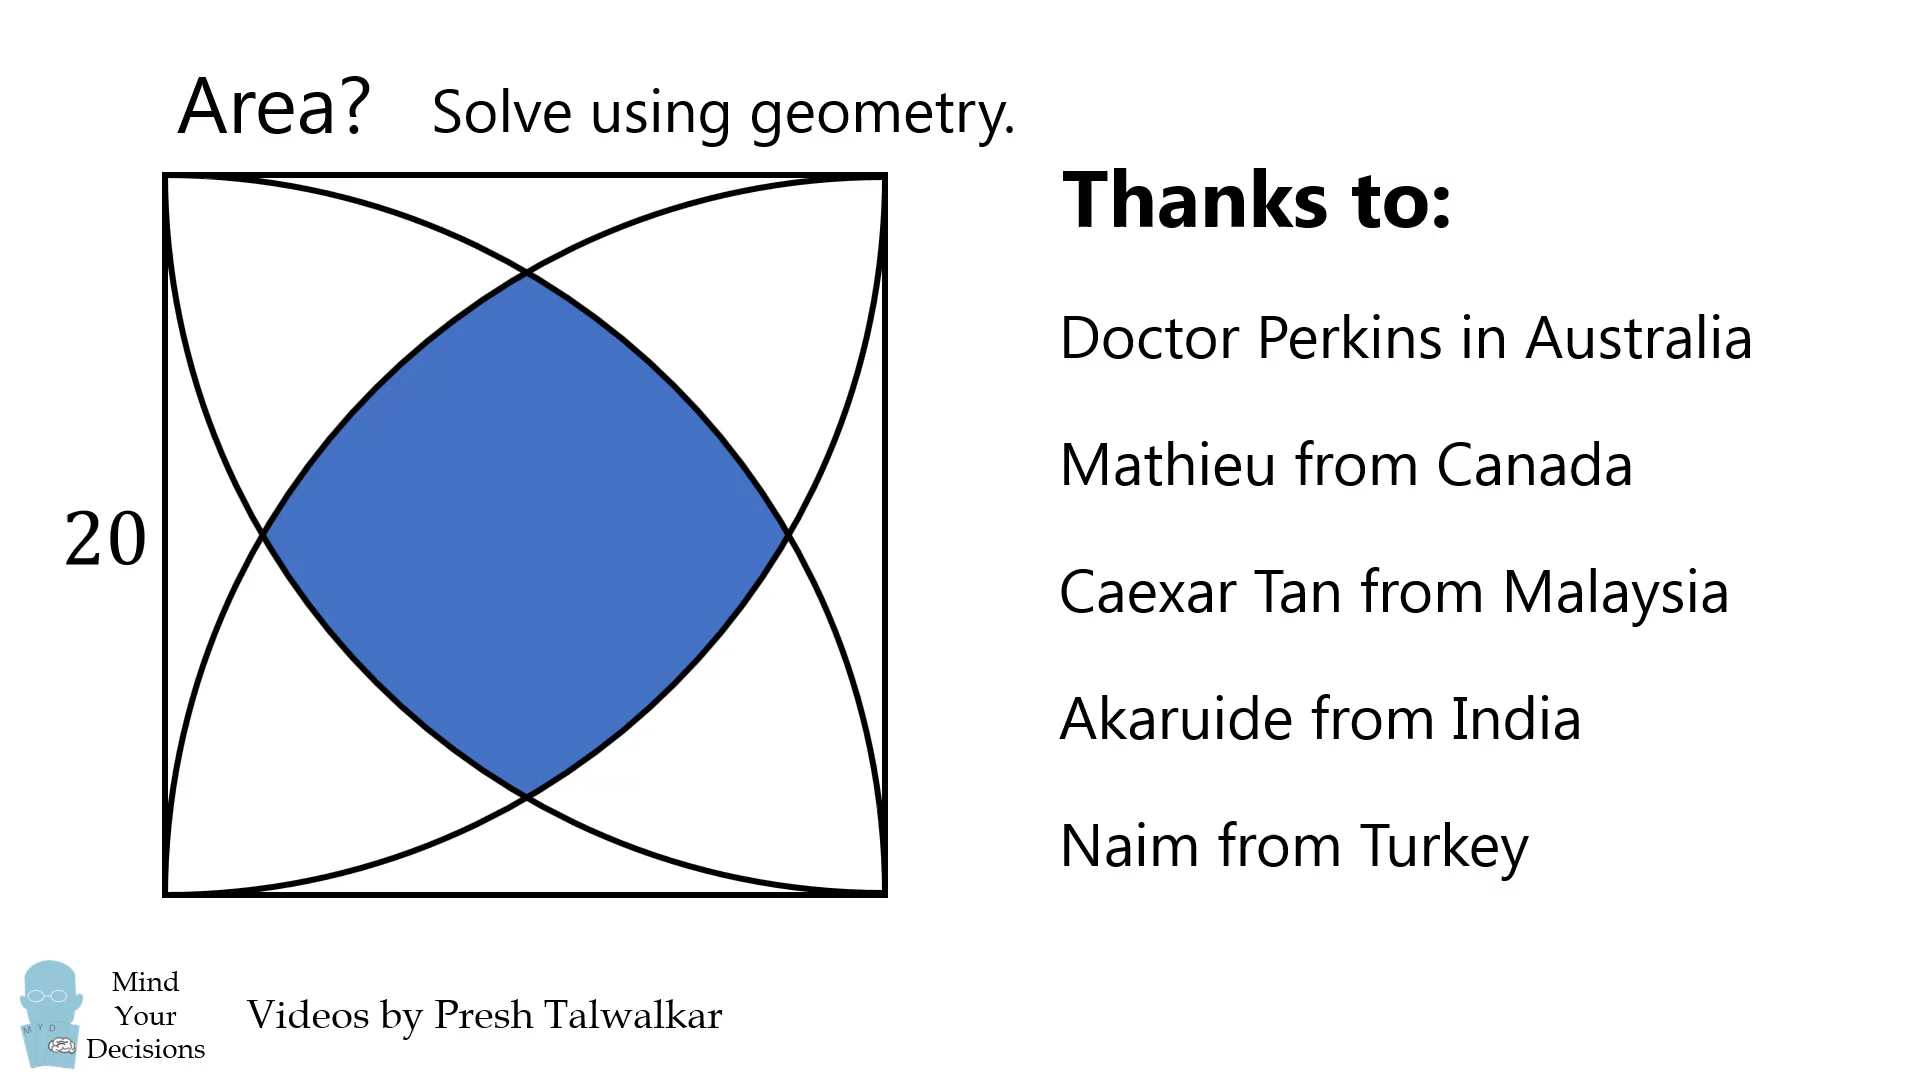 Area? Solve using geometry.
20
Thanks to:
Doctor Perkins in Australia
Mathieu from Canada
Caexar Tan from Malaysia
Akaruide from India
Naim from Turkey
M Y D
Mind
Your
Decisions
Videos by Presh Talwalkar